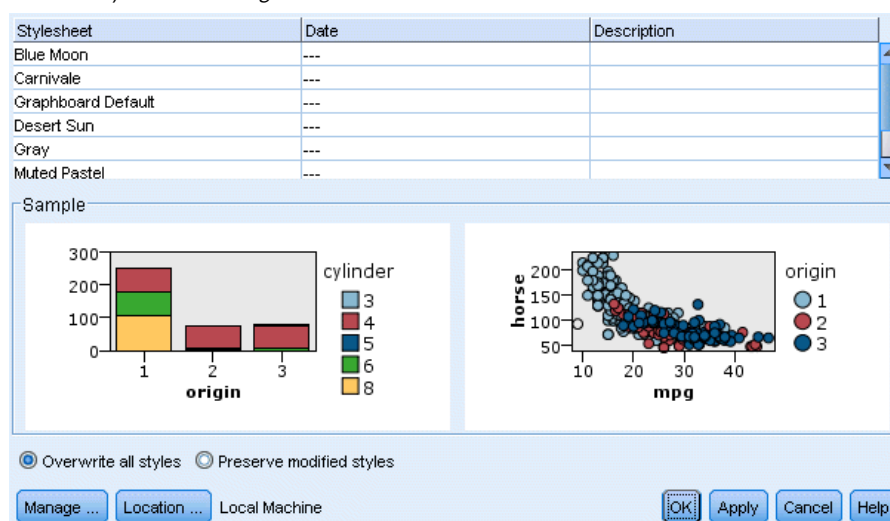 Stylesheet Date Description
Blue Moon ---
Carnivale ---
Graphboard Default ---
Desert Sun ---
Gray ---
Muted Pastel ---
Sample
300
200
100
0
1 2 3
origin
cylinder
3
4
5
6
8
horse
200
150
100
50
10 20 30 40
mpg
origin
1
2
3
Overwrite all styles Preserve modified styles
Manage ... Location ... Local Machine OK Apply Cancel Help